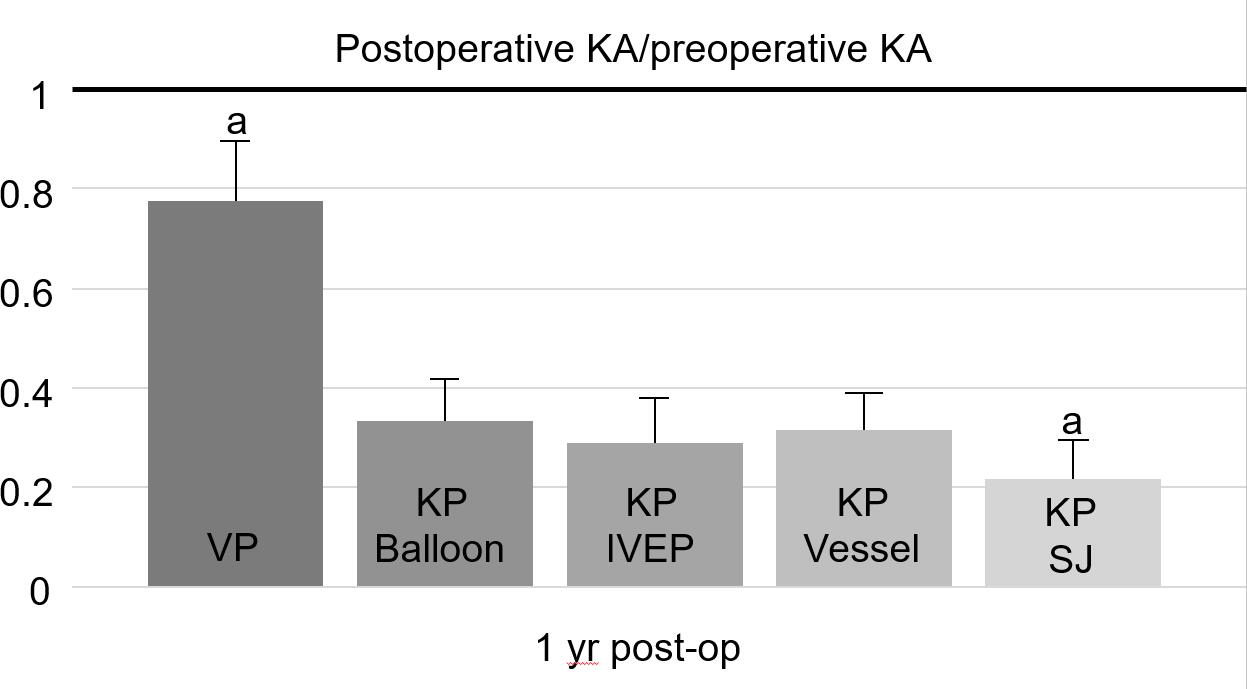 Postoperative KA/preoperative KA
1
a
0.8
0.6
0.4
a
0.2
0
VP
KP
Balloon
KP
IVEP
KP
Vessel
KP
SJ
1 yr post-op